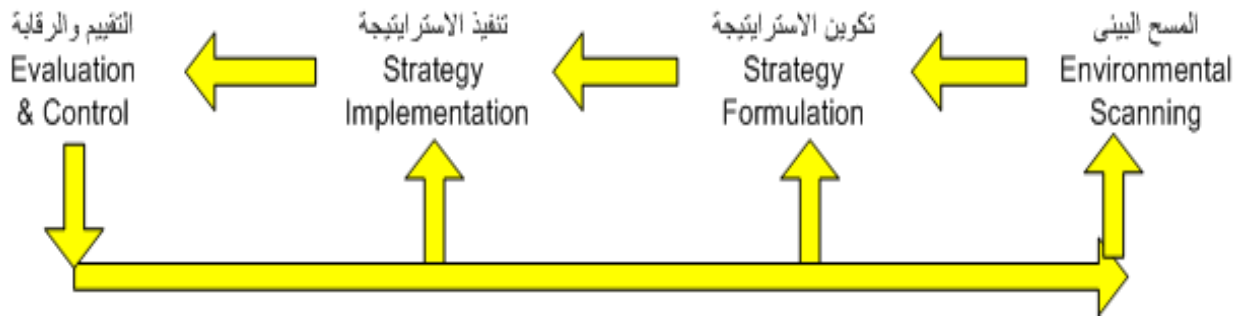 المسح البيئى
Environmental
Scanning
تكوين الاستراتيجية
Strategy
Formulation
تنفيذ الاستراتيجية
Strategy
Implementation
التقييم والرقابة
Evaluation
& Control